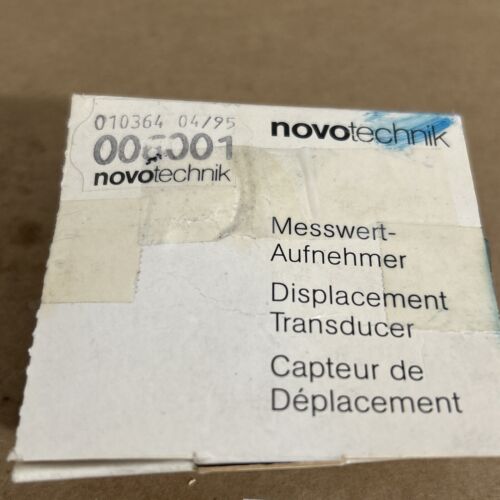 010364 04/95
novotechnik
novotechnik
Messwert-
Aufnehmer
Displacement
Transducer
Capteur de
Déplacement